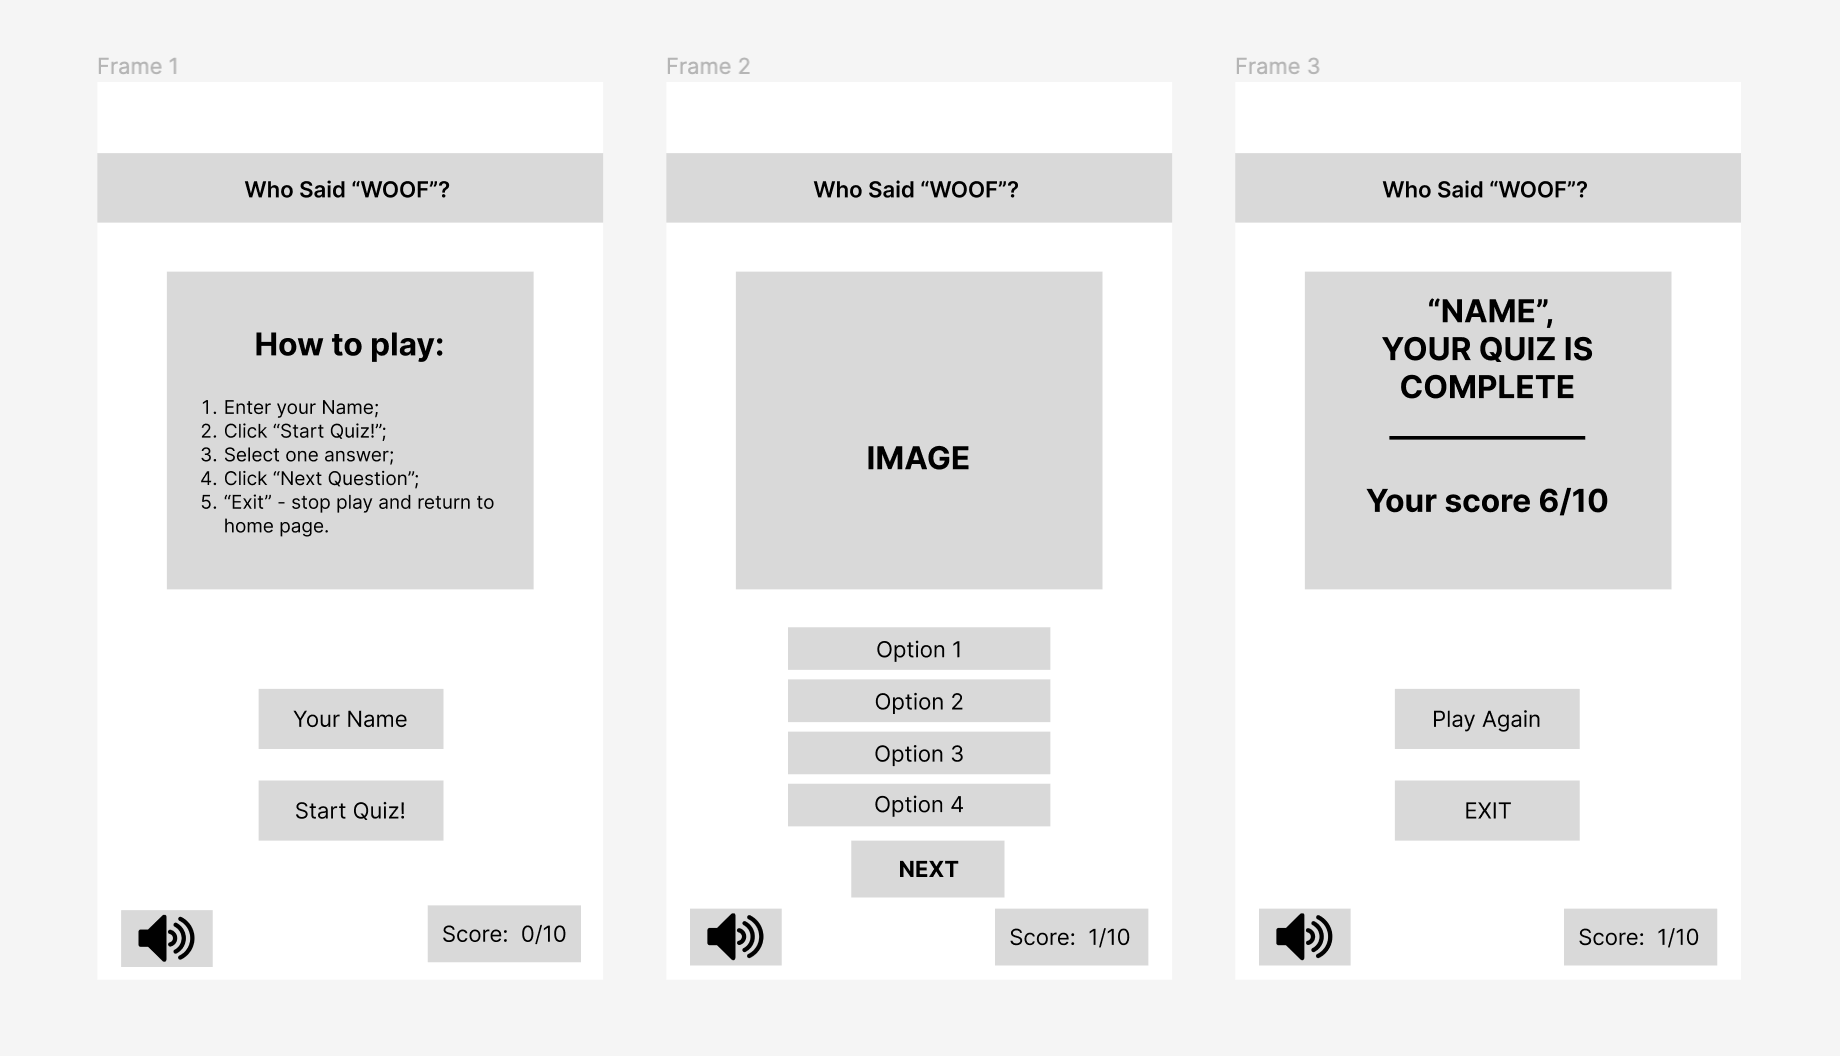 Frame 1
Who Said “WOOF”?
How to play:
1. Enter your Name;
2. Click “Start Quiz!”;
3. Select one answer;
4. Click “Next Question”;
5. “Exit” - stop play and return to
home page.
Your Name
Start Quiz!
Score: 0/10
Frame 2
Who Said “WOOF”?
IMAGE
Option 1
Option 2
Option 3
Option 4
NEXT
Score: 1/10
Frame 3
Who Said “WOOF”?
“NAME”,
YOUR QUIZ IS
COMPLETE
Your score 6/10
Play Again
EXIT
Score: 1/10